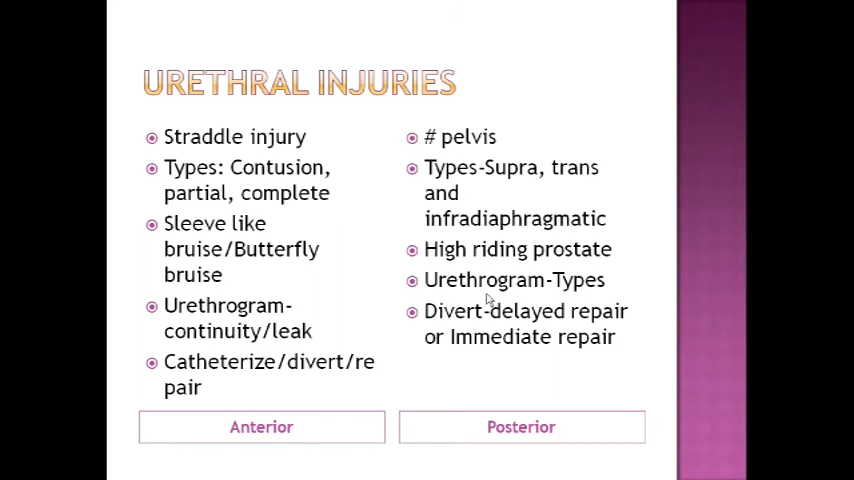 URETHRAL INJURIES
Straddle injury
Types: Contusion,
partial, complete
Sleeve like
bruise/Butterfly
bruise
Urethrogram-
continuity/leak
Catheterize/divert/re
pair
Anterior
# pelvis
Types-Supra, trans
and
infradiaphragmatic
High riding prostate
Urethrogram-Types
Divert-delayed repair
or Immediate repair
Posterior